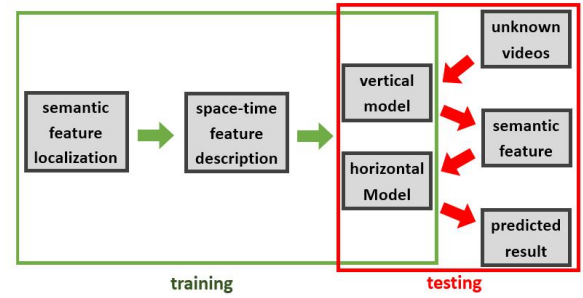 semantic
feature
localization
space-time
feature
description
vertical
model
horizontal
Model
unknown
videos
semantic
feature
predicted
result
training
testing